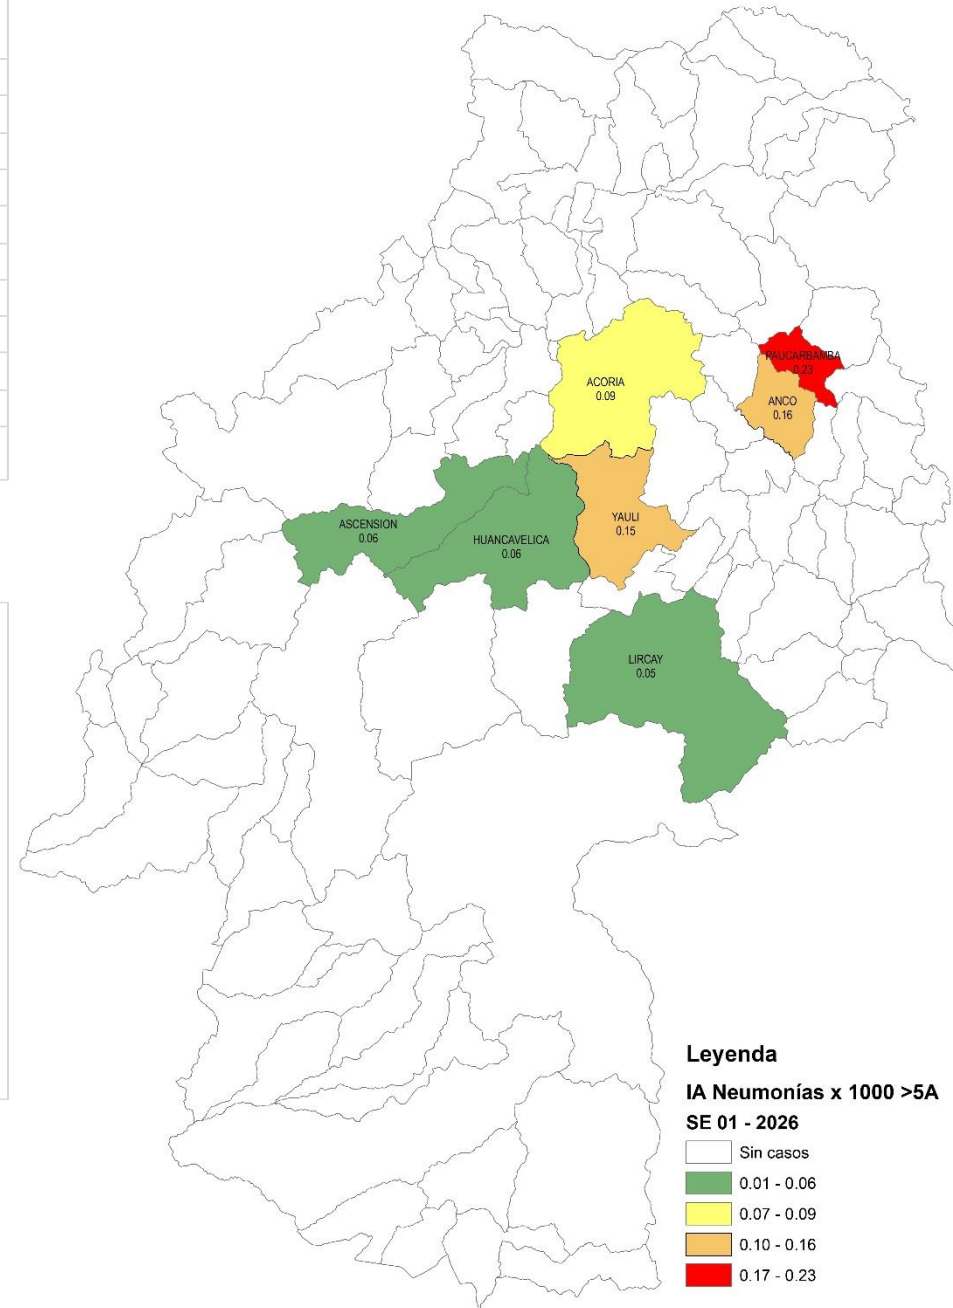 PAUCARBAMBA
0.23
ACORIA
0.09
ANCO
0.16
ASCENSION
0.06
YAULI
0.15
HUANCAVELICA
0.06
LIRCAY
0.05
Leyenda
IA Neumonías x 1000 >5A
SE 01 - 2026
Sin casos
0.01 - 0.06
0.07 - 0.09
0.10 - 0.16
0.17 - 0.23